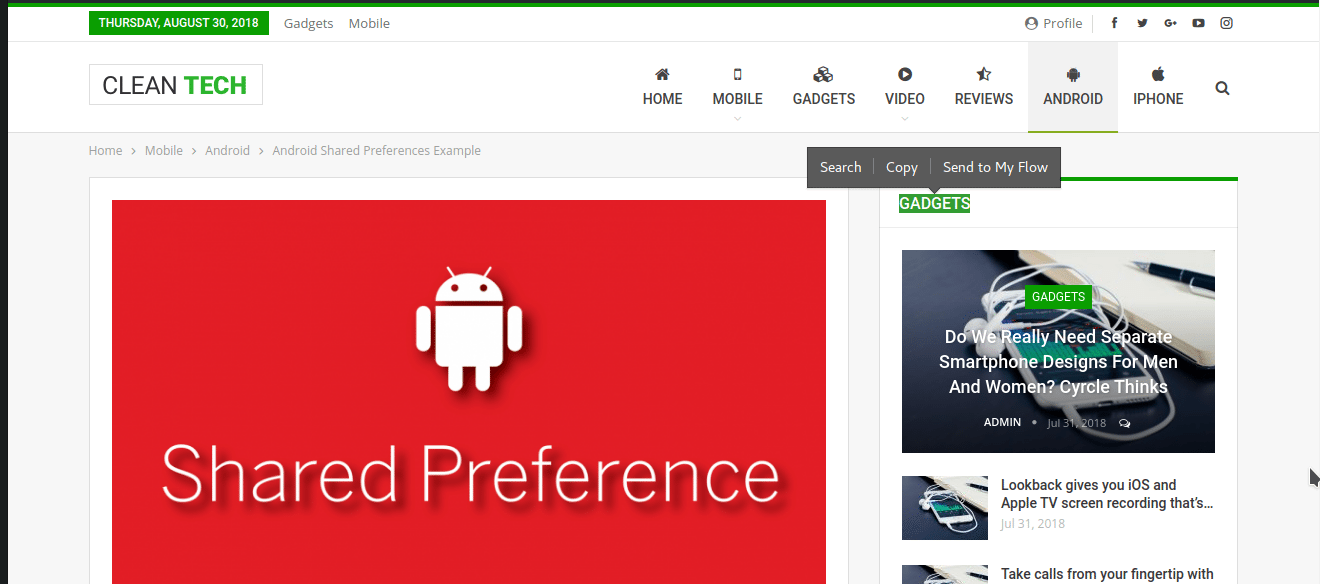 THURSDAY, AUGUST 30, 2018 Gadgets Mobile Profile
CLEAN TECH
HOME MOBILE GADGETS VIDEO REVIEWS ANDROID IPHONE
Home > Mobile > Android > Android Shared Preferences Example
Search Copy Send to My Flow
GADGETS
Shared Preference
GADGETS
Do We Really Need Separate
Smartphone Designs For Men
And Women? Cyrcle Thinks
ADMIN • Jul 31, 2018
Lookback gives you iOS and
Apple TV screen recording that's...
Jul 31, 2018
Take calls from your fingertip with